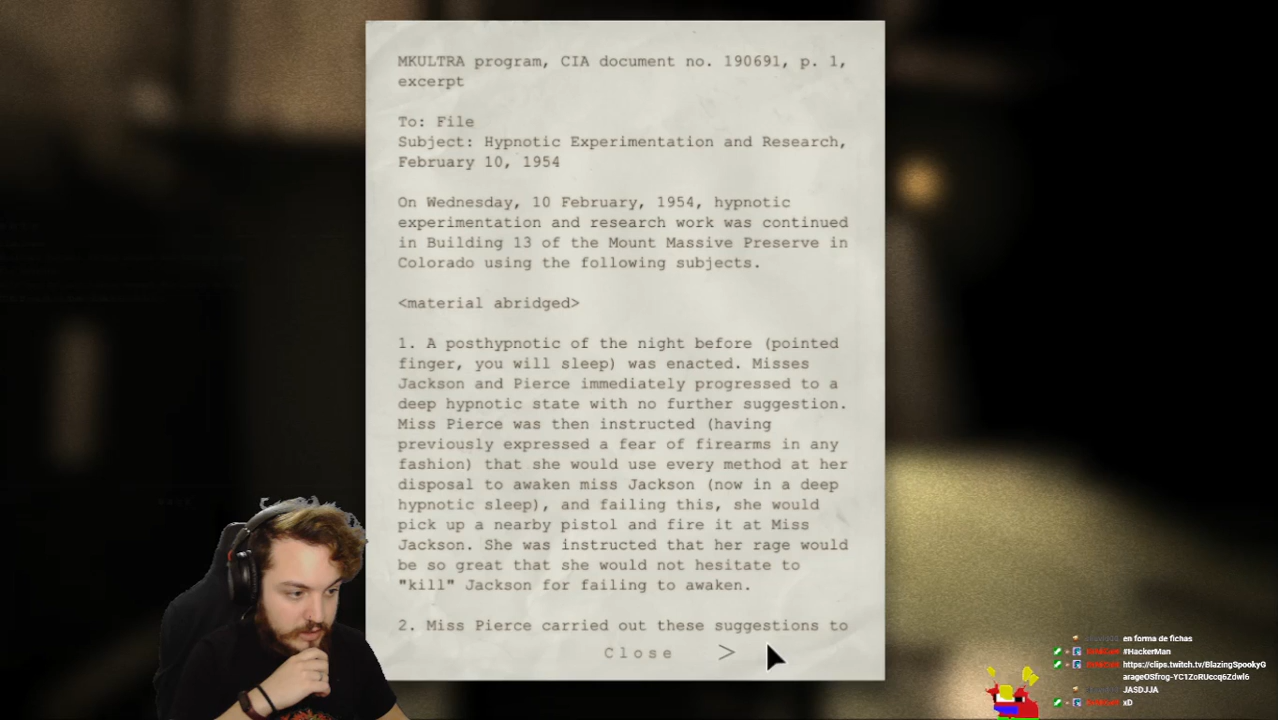 MKULTRA program, CIA document no. 190691, p. 1,
excerpt
To: File
Subject: Hypnotic Experimentation and Research,
February 10, 1954
On Wednesday, 10 February, 1954, hypnotic
experimentation and research work was continued
in Building 13 of the Mount Massive Preserve in
Colorado using the following subjects.
<material abridged>
1. A posthypnotic of the night before (pointed
finger, you will sleep) was enacted. Misses
Jackson and Pierce immediately progressed to a
deep hypnotic state with no further suggestion.
Miss Pierce was then instructed (having
previously expressed a fear of firearms in any
fashion) that she would use every method at her
disposal to awaken miss Jackson (now in a deep
hypnotic sleep), and failing this, she would
pick up a nearby pistol and fire it at Miss
Jackson. She was instructed that her rage would
be so great that she would not hesitate to
"kill" Jackson for failing to awaken.
2. Miss Pierce carried out these suggestions to
Close >
en forma de fichas
#HackerMan
https://clips.twitch.tv/BlazingSpookyG
arageOSfrog-YC1ZoRUccq6Zdwl6
JASDJJA
xD